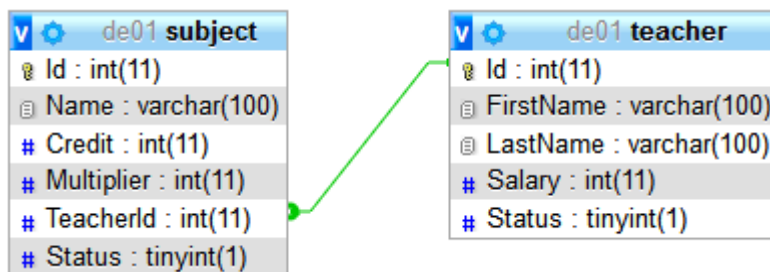 de01 subject
Id : int(11)
Name : varchar(100)
# Credit : int(11)
# Multiplier : int(11)
# TeacherId : int(11)
# Status : tinyint(1)
de01 teacher
Id : int(11)
FirstName : varchar(100)
LastName : varchar(100)
# Salary : int(11)
# Status : tinyint(1)